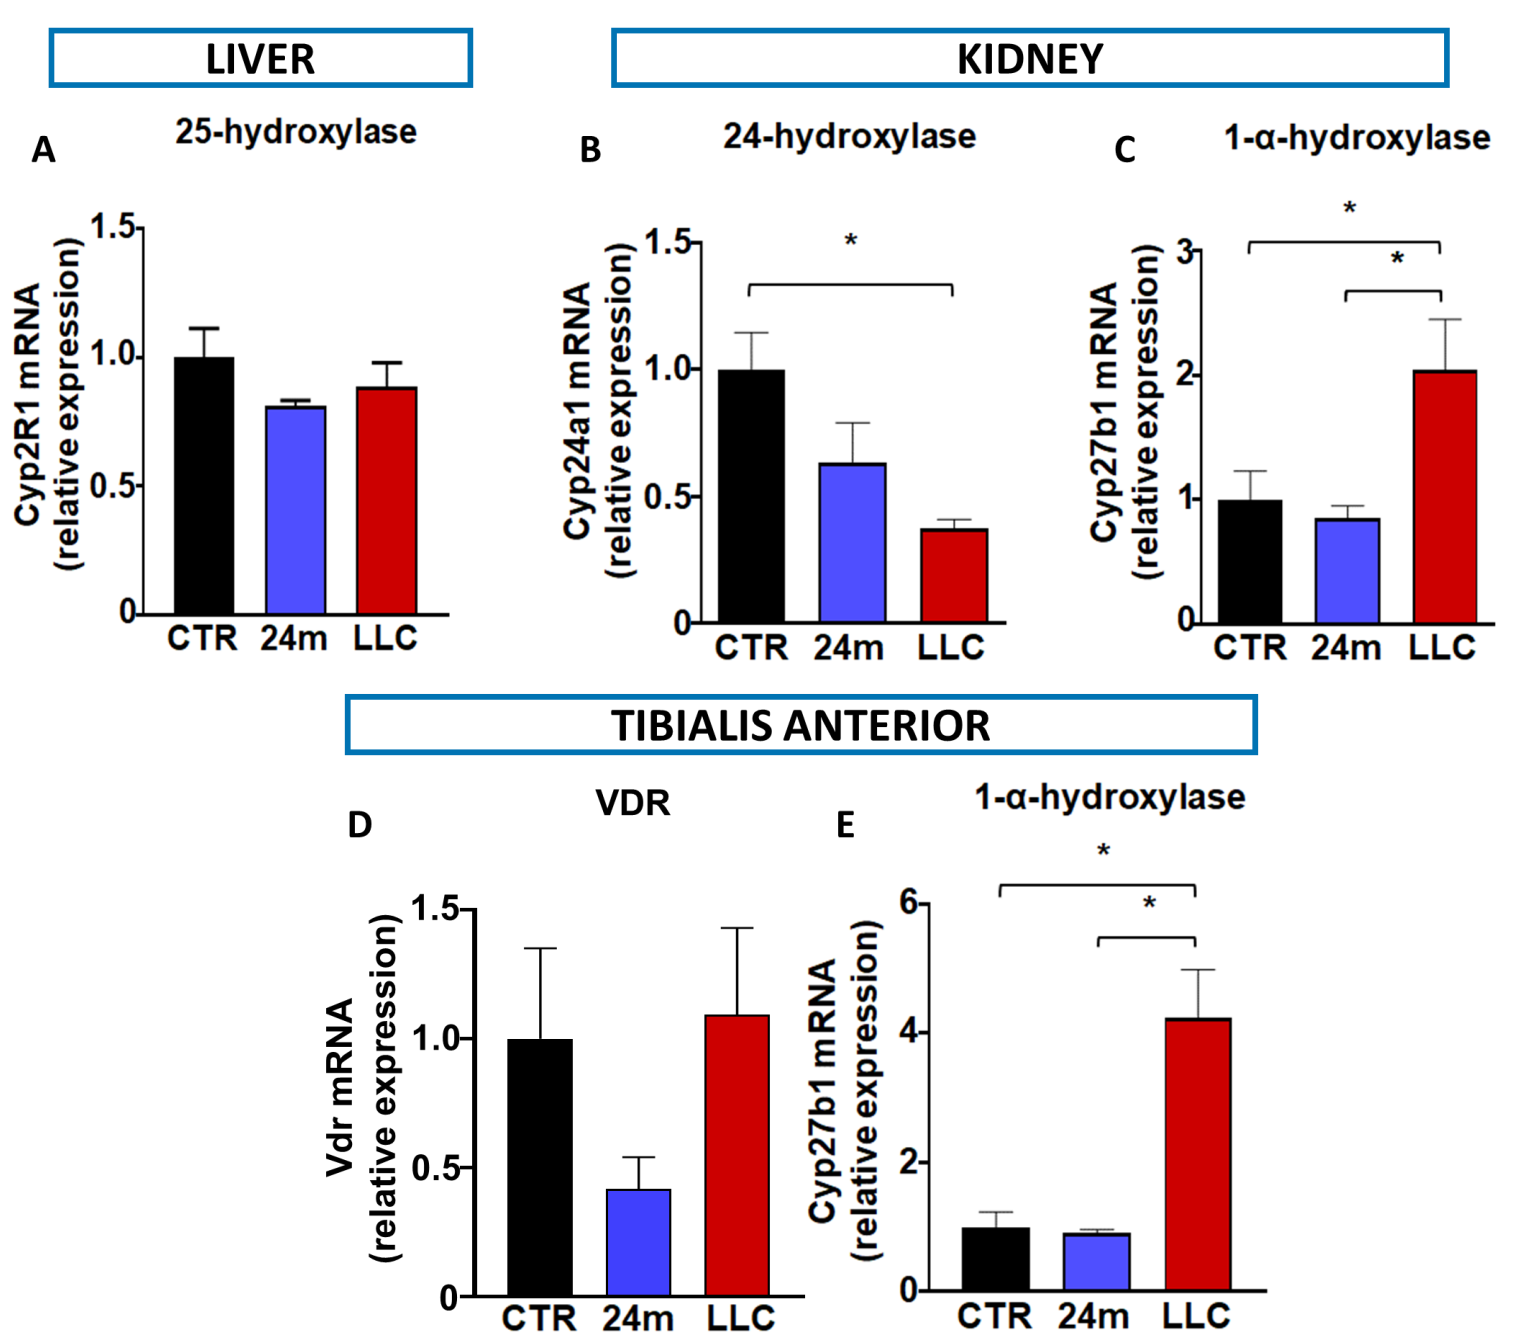 LIVER
KIDNEY
A
25-hydroxylase
Cyp2R1 mRNA
(relative expression)
1.5
1.0
0.5
0
CTR 24m LLC
B
24-hydroxylase
*
Cyp24a1 mRNA
(relative expression)
1.5
1.0
0.5
0
CTR 24m LLC
C
1-α-hydroxylase
*
*
Cyp27b1 mRNA
(relative expression)
3
2
1
0
CTR 24m LLC
TIBIALIS ANTERIOR
D
VDR
Vdr mRNA
(relative expression)
1.5
1.0
0.5
0
CTR 24m LLC
E
1-α-hydroxylase
*
*
Cyp27b1 mRNA
(relative expression)
6
4
2
0
CTR 24m LLC